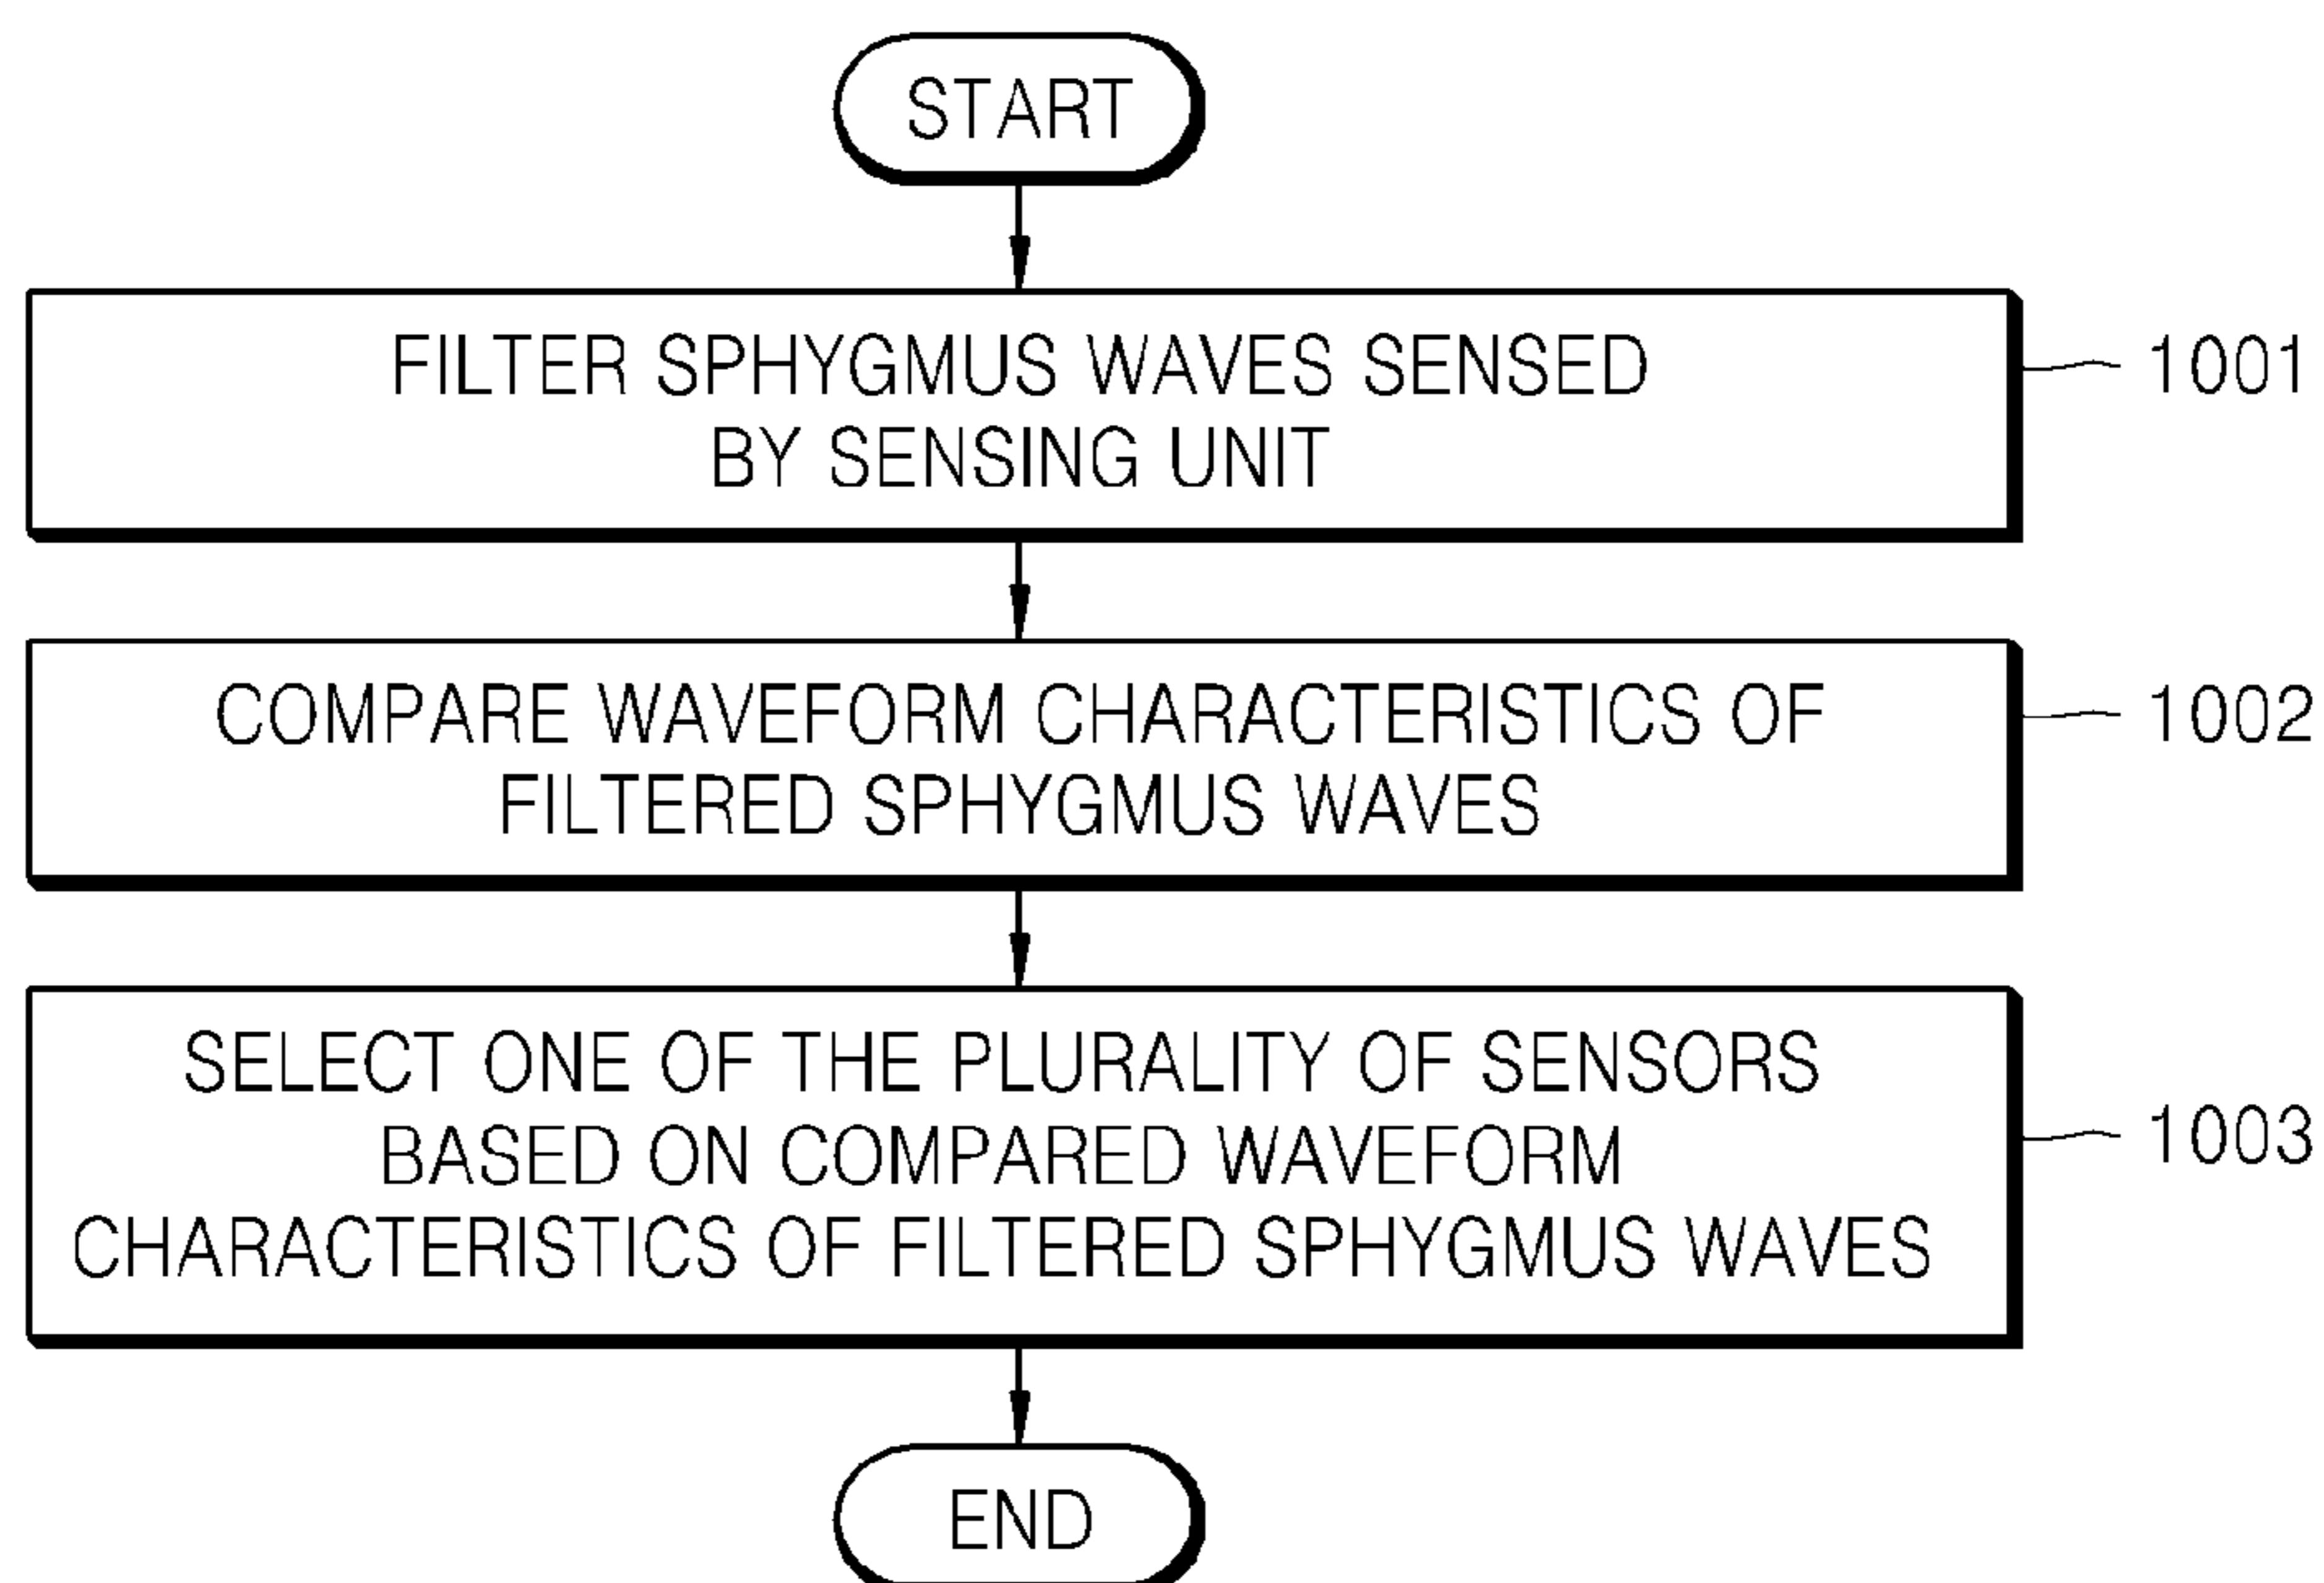 START
FILTER SPHYGMUS WAVES SENSED
BY SENSING UNIT
1001
COMPARE WAVEFORM CHARACTERISTICS OF
FILTERED SPHYGMUS WAVES
1002
SELECT ONE OF THE PLURALITY OF SENSORS
BASED ON COMPARED WAVEFORM
CHARACTERISTICS OF FILTERED SPHYGMUS WAVES
1003
END